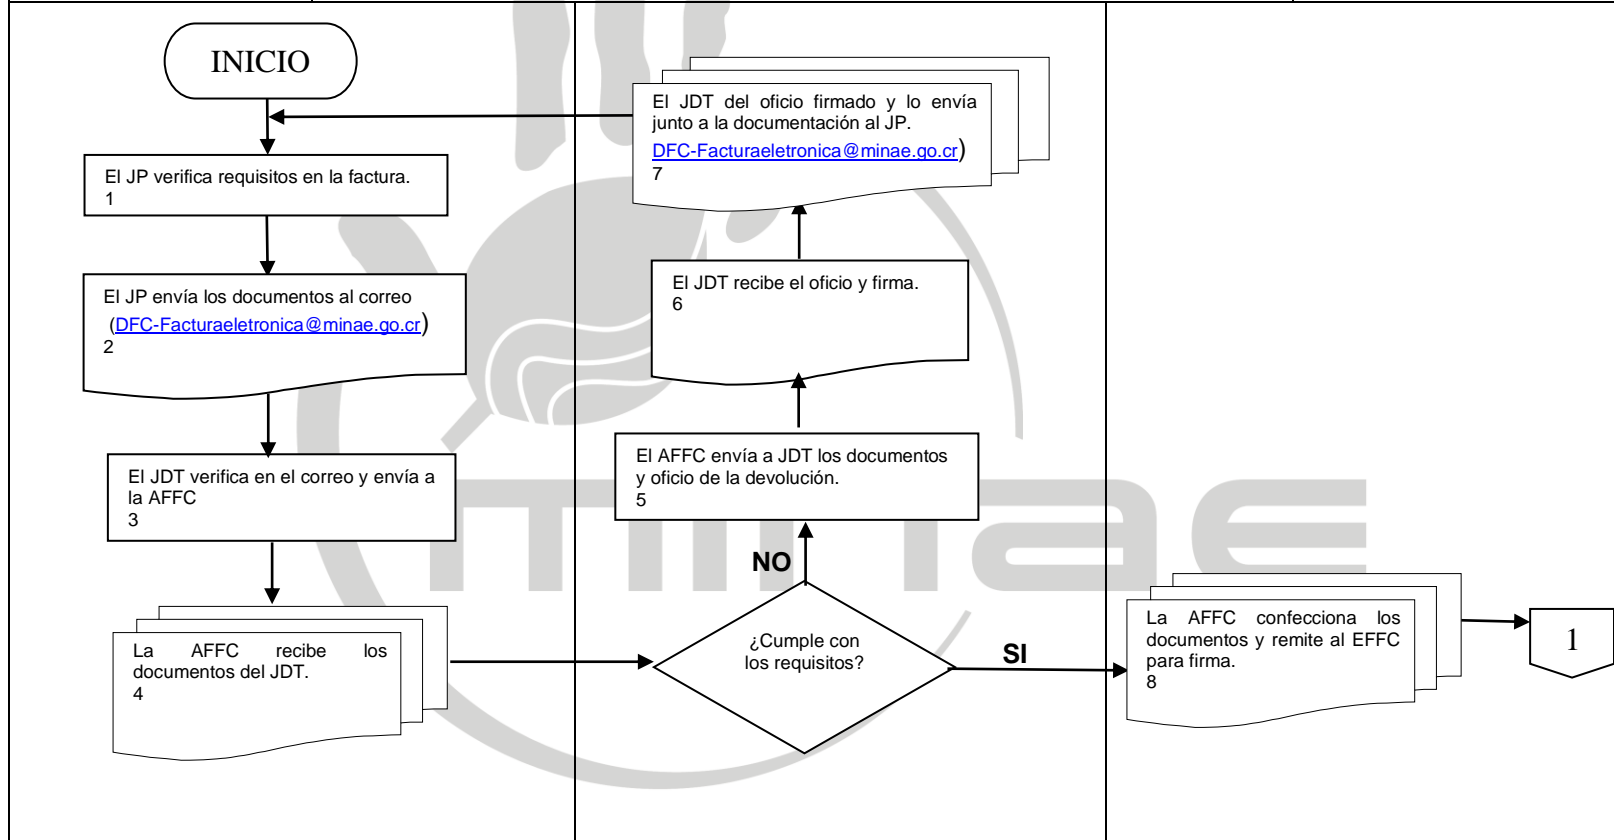 INICIO
El JP verifica requisitos en la factura.
1
El JP envía los documentos al correo
(DFC-Facturaeletronica@minae.go.cr)
2
El JDT verifica en el correo y envía a
la AFFC
3
La AFFC recibe los
documentos del JDT.
4
El JDT del oficio firmado y lo envía
junto a la documentación al JP.
DFC-Facturaeletronica@minae.go.cr)
7
El JDT recibe el oficio y firma.
6
El AFFC envía a JDT los documentos
y oficio de la devolución.
5
NO
¿Cumple con
los requisitos?
SI
La AFFC confecciona los
documentos y remite al EFFC
para firma.
8
1
minae